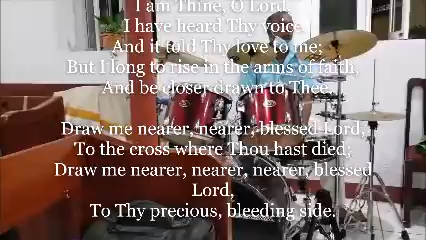 I am Thine, O Lord,
I have heard Thy voice,
And it told Thy love to me;
But I long to rise in the arms of faith,
And be closer drawn to Thee.
Draw me nearer, nearer, blessed Lord,
To the cross where Thou hast died;
Draw me nearer, nearer, nearer, blessed
Lord,
To Thy precious, bleeding side.